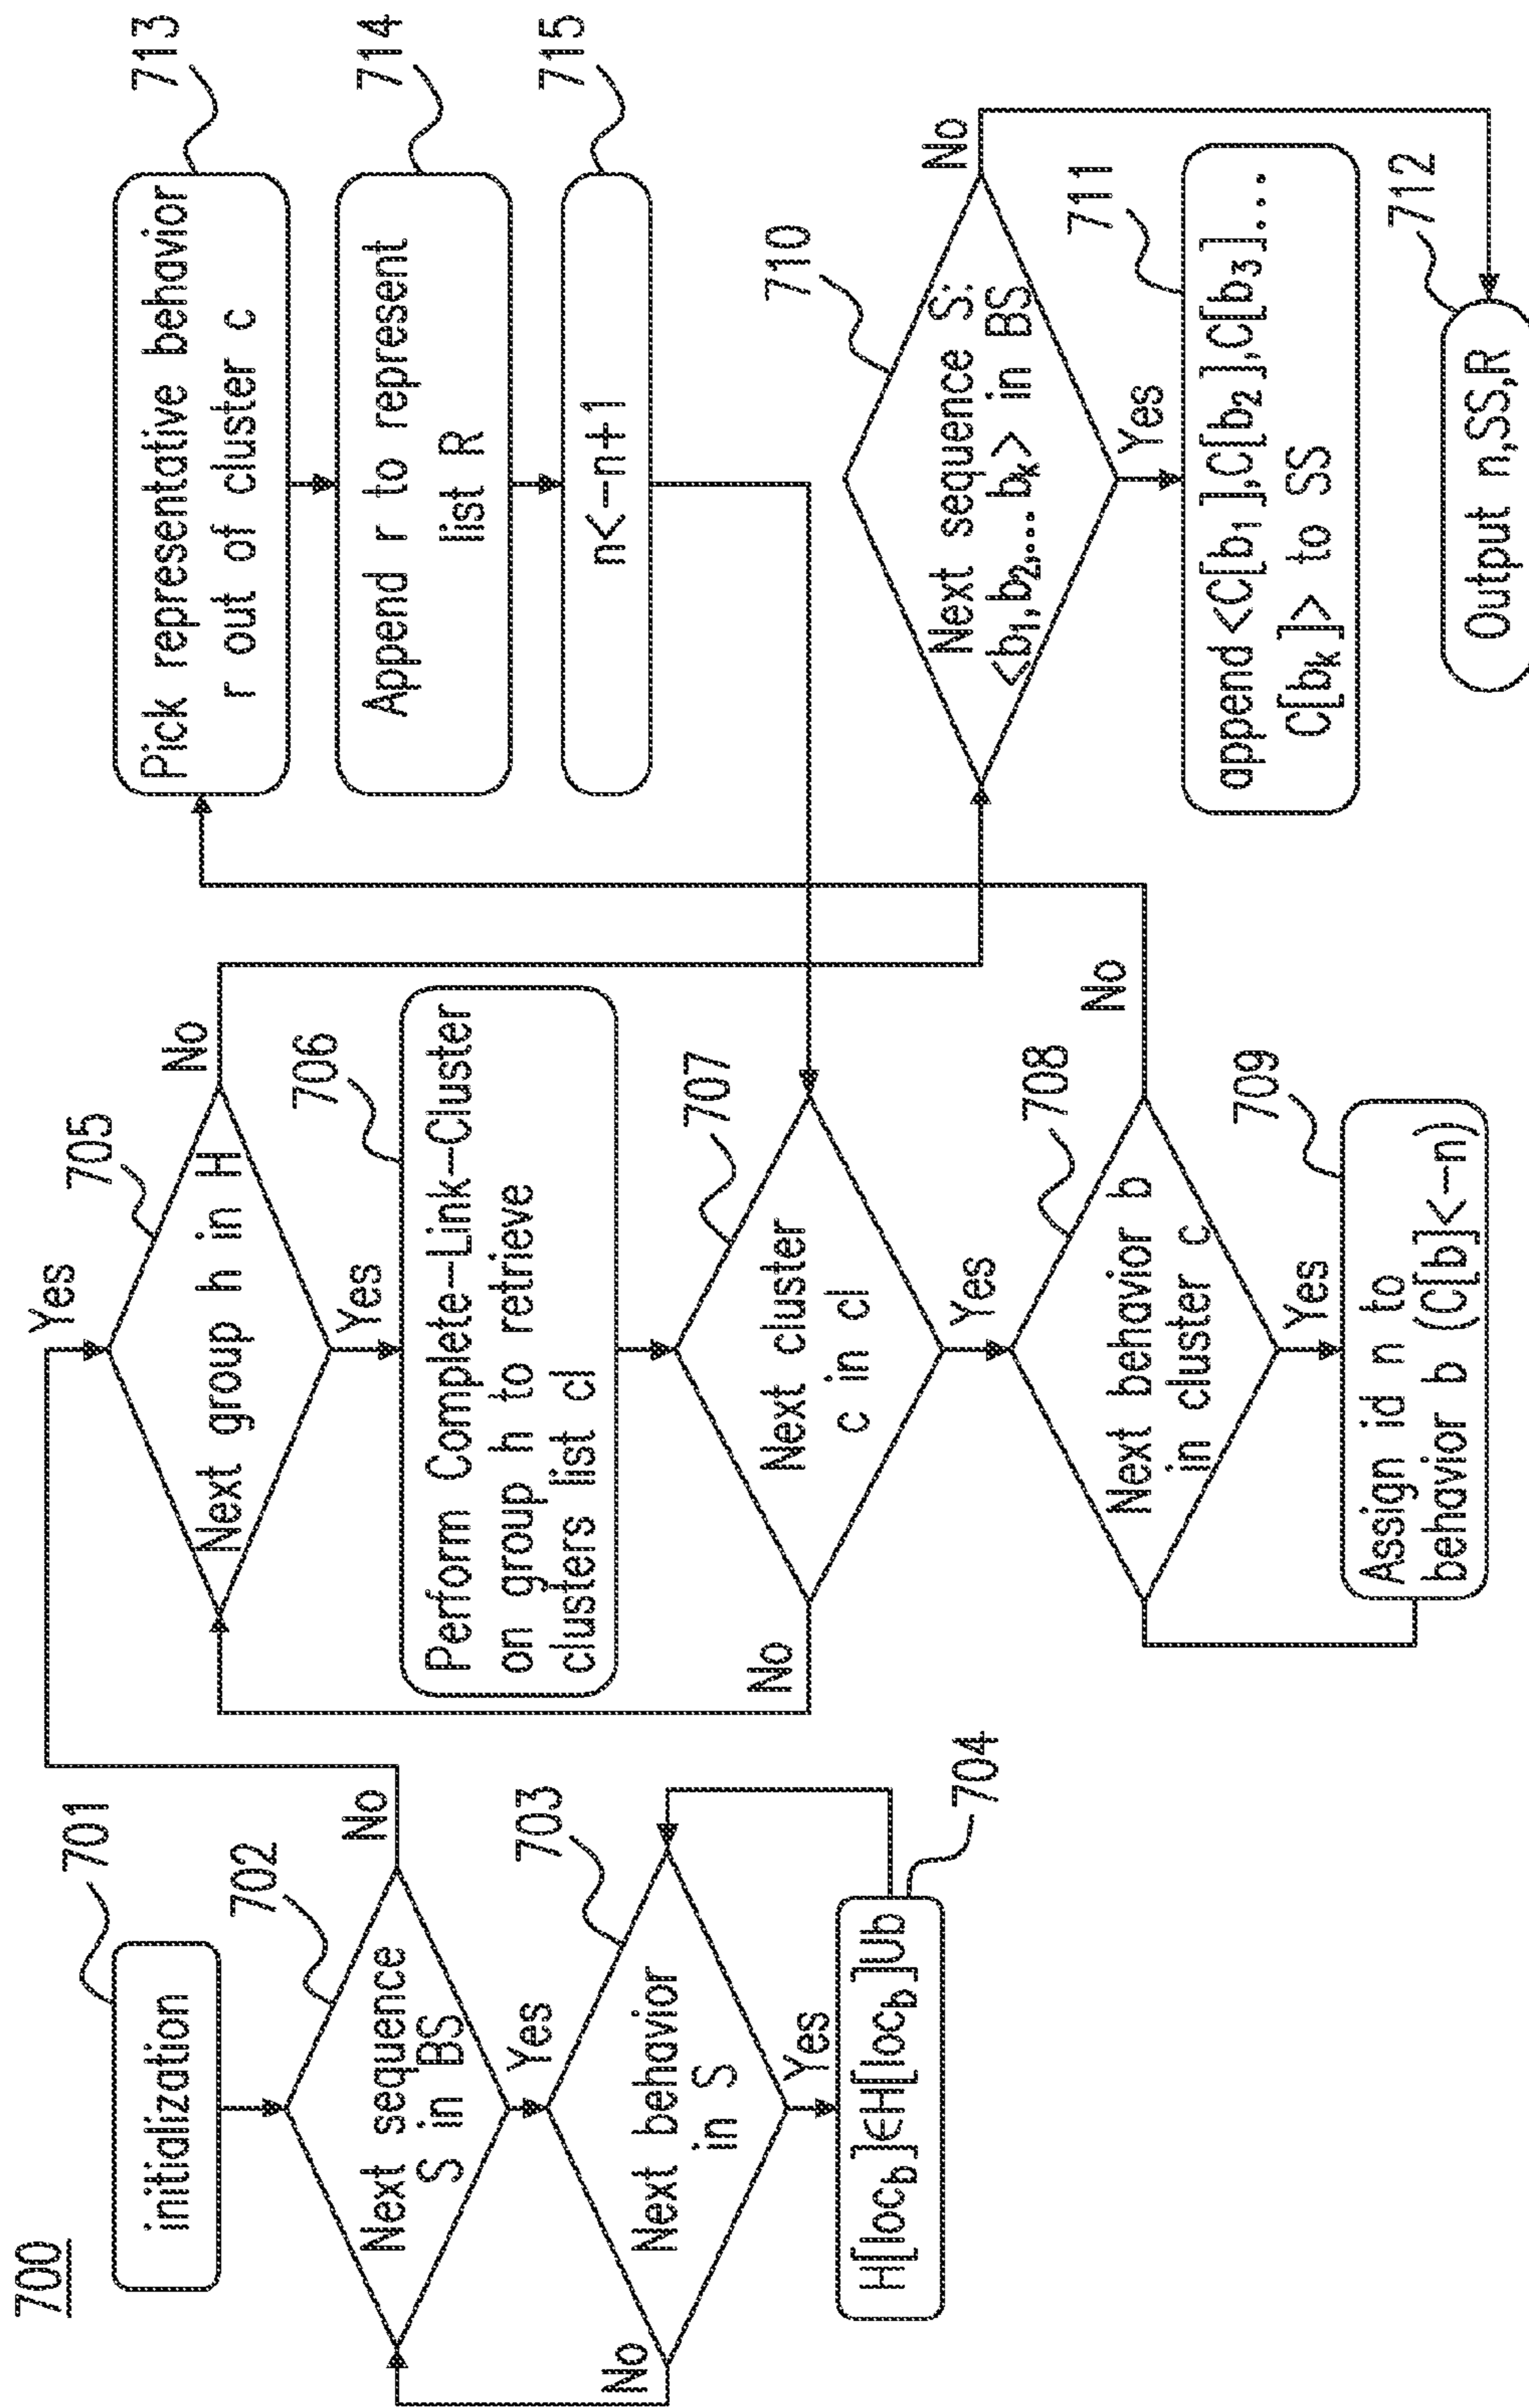 700
initialization
701
Next sequence
S in BS
702
No
Yes
Next behavior
in S
703
No
Yes
H[loc_b]∈H[loc_b]Ub
704
Yes
Next group h in H
705
No
Yes
Perform Complete-Link-Cluster
on group h to retrieve
clusters list cl
706
Next cluster
c in cl
707
No
Yes
Next behavior b
in cluster c
708
No
Yes
Assign id n to
behavior b (C[b]<-n)
709
Pick representative behavior
r out of cluster c
713
Append r to represent
list R
714
n<-n+1
715
Next sequence S:
<b₁,b₂,...bₖ> in BS
710
No
Yes
append <C[b₁],C[b₂],C[b₃]....
C[bₖ]> to SS
711
Output n,SS,R
712